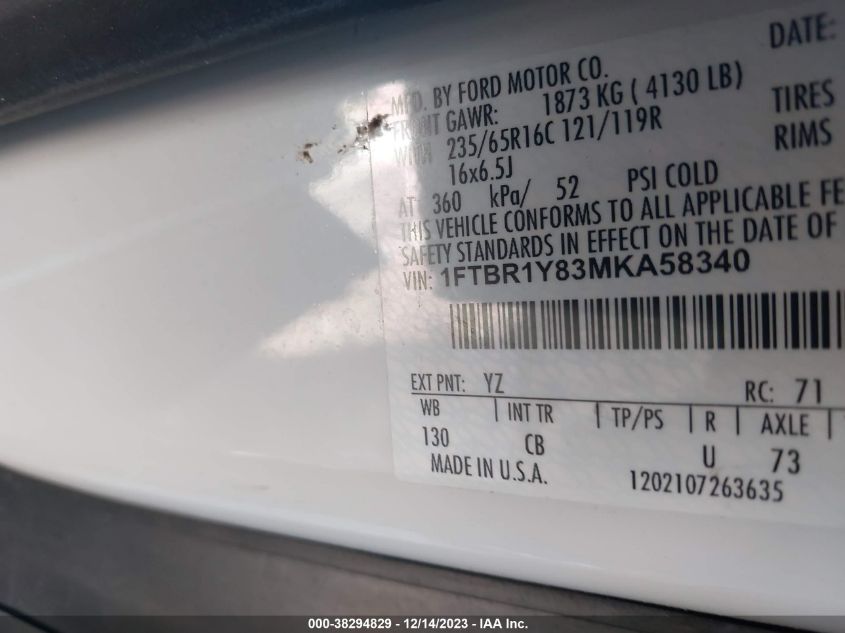 DATE:
MFD. BY FORD MOTOR CO.
FRONT GAWR: 1873 KG ( 4130 LB)
WITH 235/65R16C 121/119R TIRES
16x6.5J RIMS
AT 360 kPa/ 52 PSI COLD
THIS VEHICLE CONFORMS TO ALL APPLICABLE FE
SAFETY STANDARDS IN EFFECT ON THE DATE OF
VIN: 1FTBR1Y83MKA58340
EXT PNT: YZ RC: 71
WB | INT TR | TP/PS | R | AXLE |
130 CB U 73
MADE IN U.S.A. 1202107263635
000-38294829 - 12/14/2023 - IAAI Inc.